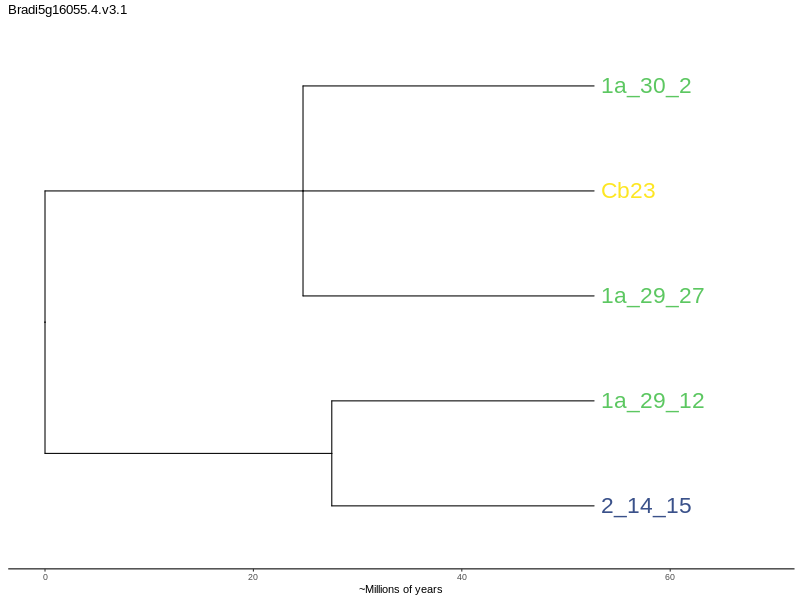 Bradi5g16055.4.v3.1
1a_30_2
Cb23
1a_29_27
1a_29_12
2_14_15
0 20 40 60
~Millions of years